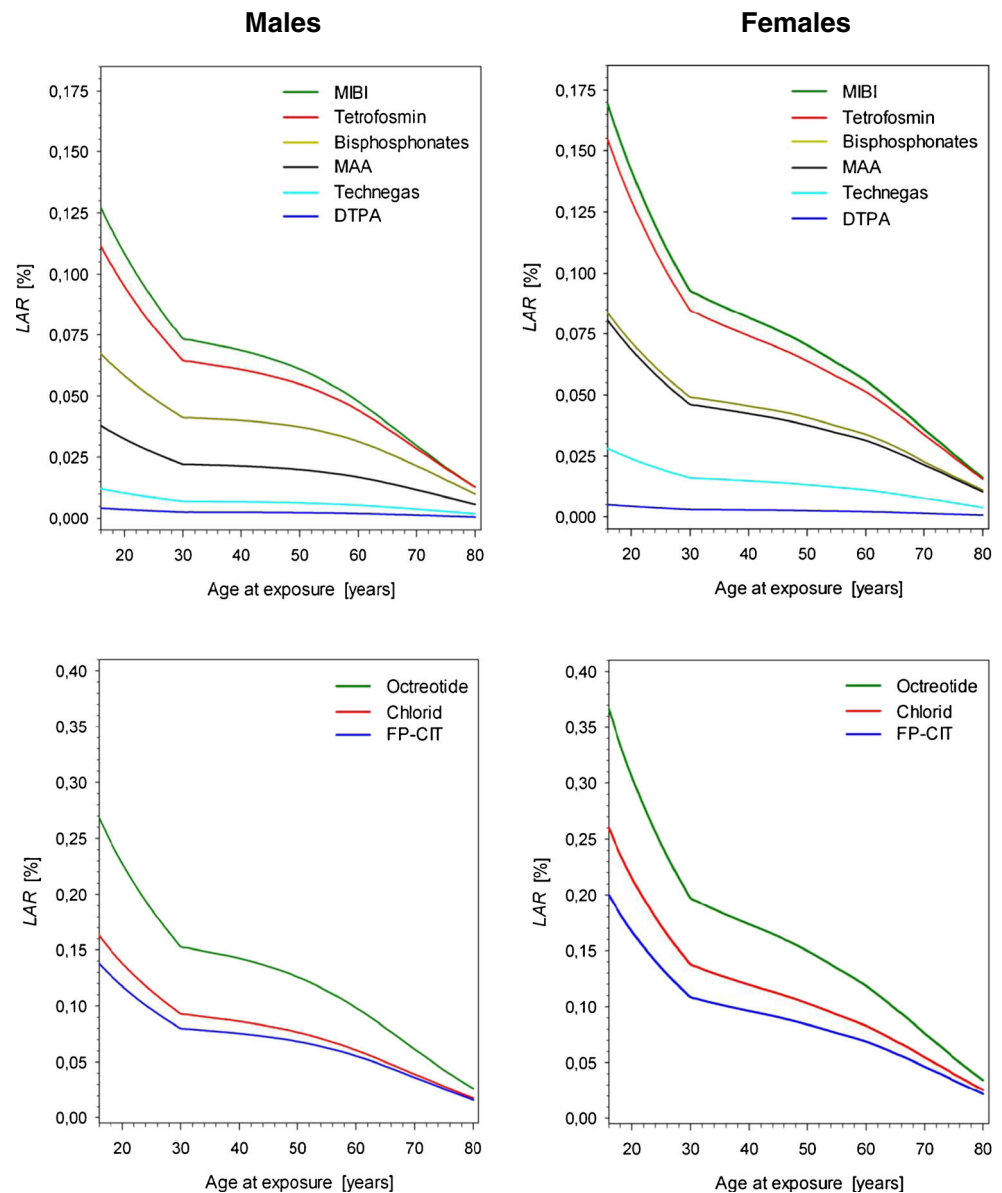 Males
Females
0,175
0,150
0,125
0,100
0,075
0,050
0,025
0,000
LAR [%]
MIBI
Tetrofosmin
Bisphosphonates
MAA
Technegas
DTPA
20 30 40 50 60 70 80
Age at exposure [years]
0,175
0,150
0,125
0,100
0,075
0,050
0,025
0,000
LAR [%]
MIBI
Tetrofosmin
Bisphosphonates
MAA
Technegas
DTPA
20 30 40 50 60 70 80
Age at exposure [years]
0,40
0,35
0,30
0,25
0,20
0,15
0,10
0,05
0,00
LAR [%]
Octreotide
Chlorid
FP-CIT
20 30 40 50 60 70 80
Age at exposure [years]
0,40
0,35
0,30
0,25
0,20
0,15
0,10
0,05
0,00
LAR [%]
Octreotide
Chlorid
FP-CIT
20 30 40 50 60 70 80
Age at exposure [years]